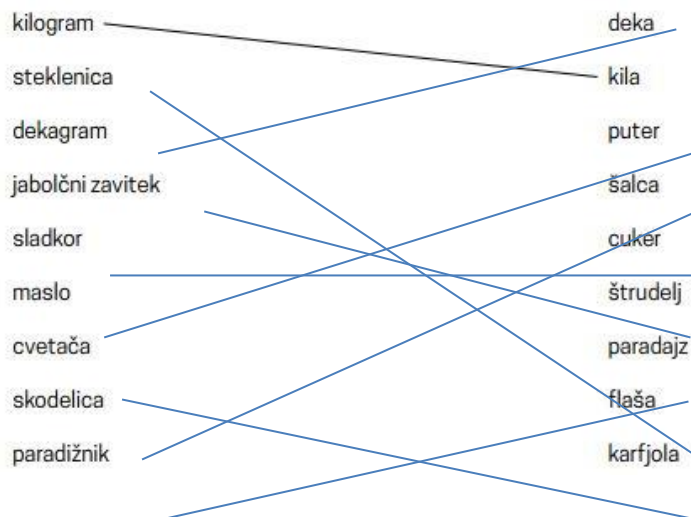 kilogram deka
steklenica kila
dekagram puter
jabolčni zavitek šalca
sladkor cuker
maslo štrudelj
cvetača paradajz
skodelica flaša
paradižnik karfjola